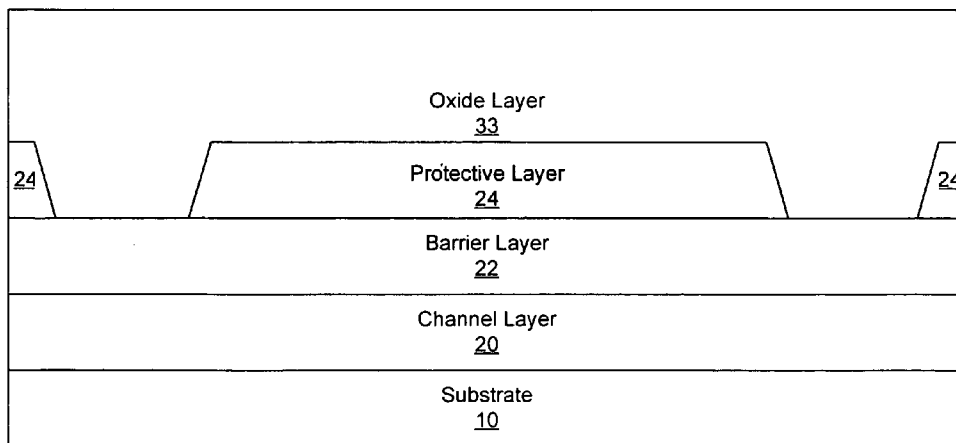 Oxide Layer
33
24
Protective Layer
24
24
Barrier Layer
22
Channel Layer
20
Substrate
10